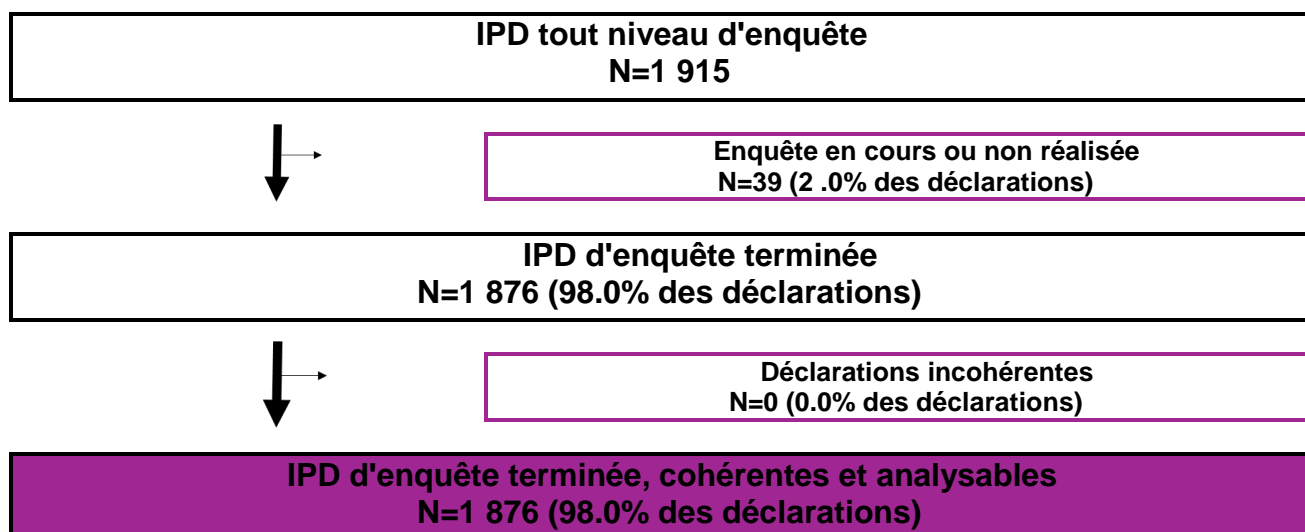 IPD tout niveau d'enquête
N=1 915
Enquête en cours ou non réalisée
N=39 (2 .0% des déclarations)
IPD d'enquête terminée
N=1 876 (98.0% des déclarations)
Déclarations incohérentes
N=0 (0.0% des déclarations)
IPD d'enquête terminée, cohérentes et analysables
N=1 876 (98.0% des déclarations)